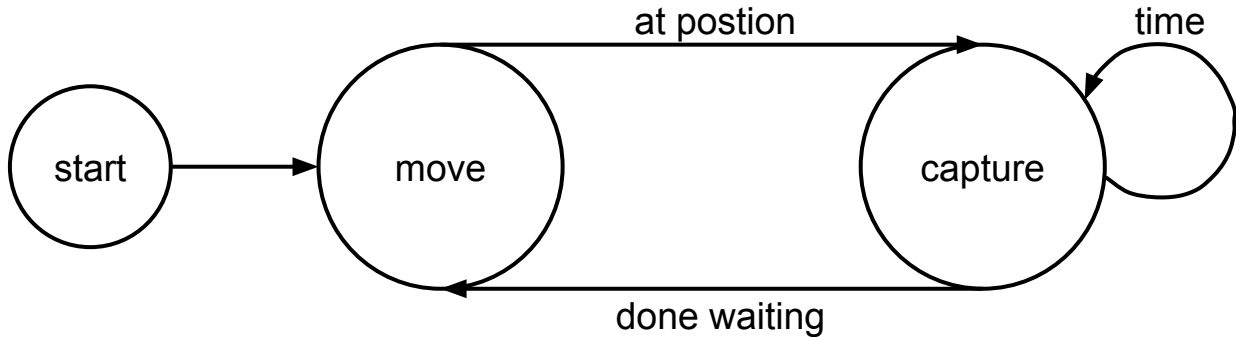 at postion
time
start
move
capture
done waiting